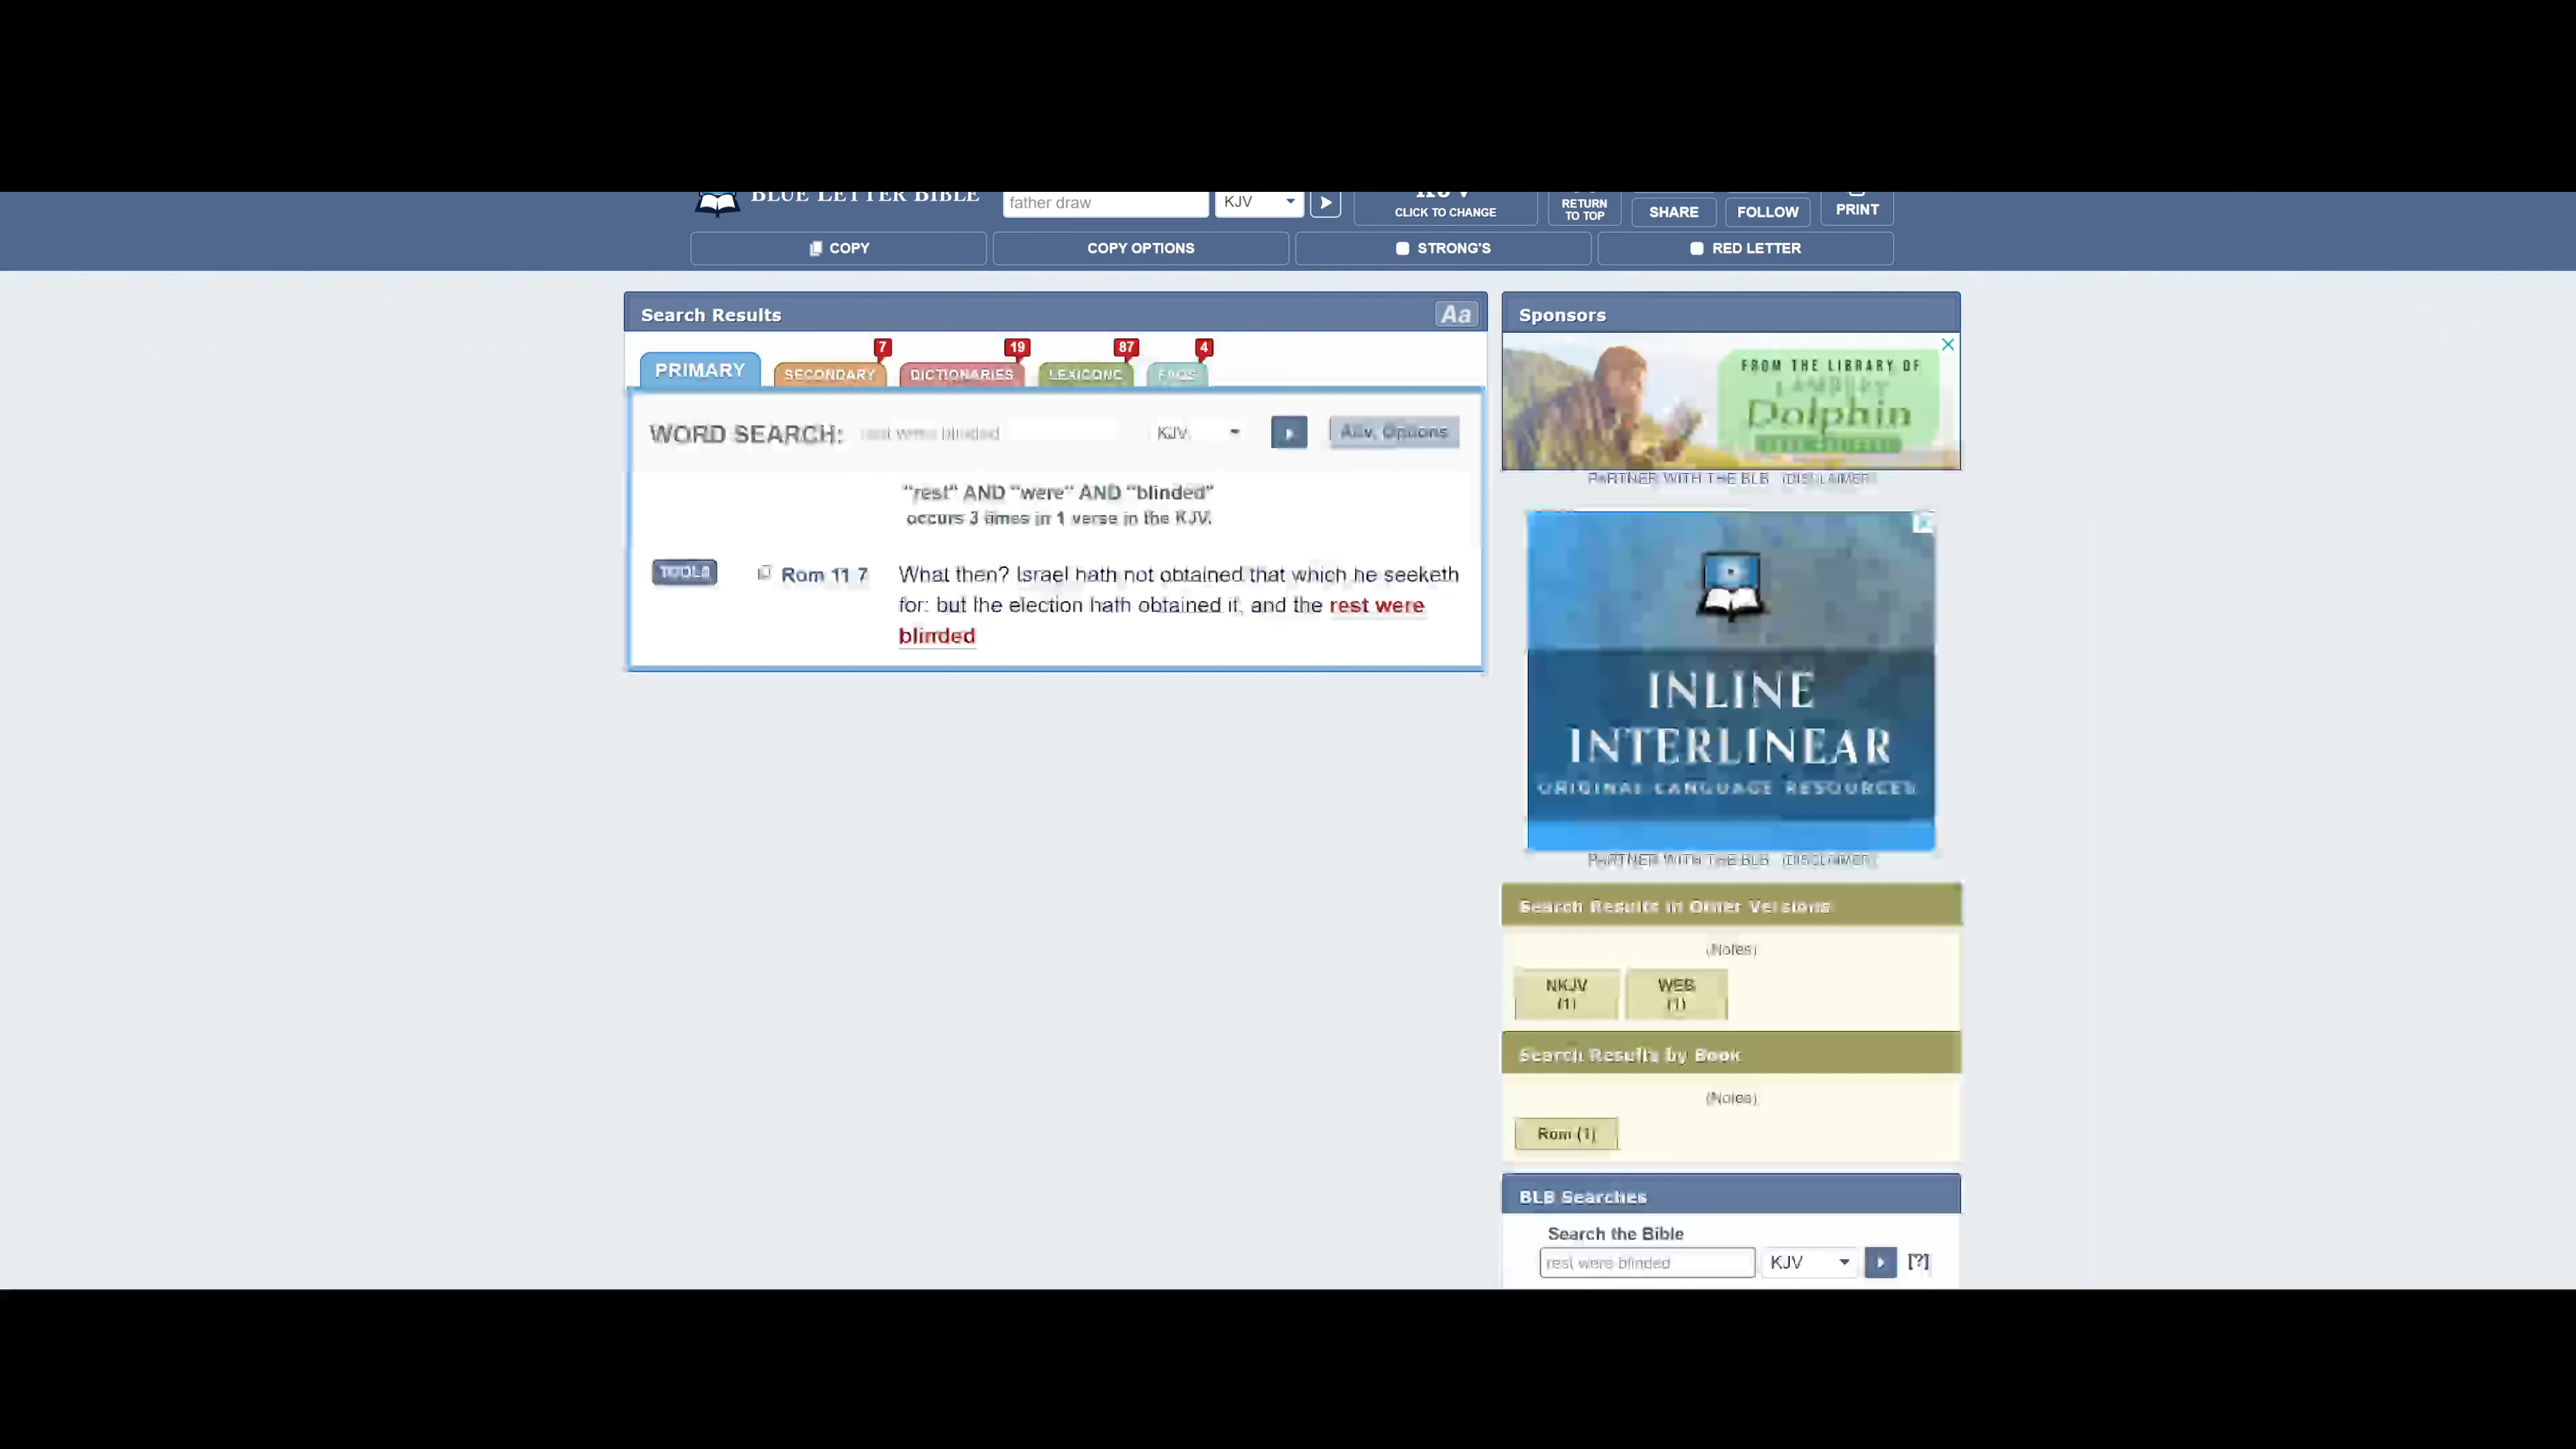 BLUE LETTER BIBLE
father draw
KJV
CLICK TO CHANGE
RETURN
TO TOP
SHARE
FOLLOW
PRINT
COPY
COPY OPTIONS
STRONG'S
RED LETTER
Search Results
Aa
7
19
87
4
PRIMARY
SECONDARY
DICTIONARIES
FAQS
WORD SEARCH:
rest were blinded
KJV
Adv. Options
"rest" AND "were" AND "blinded"
occurs 3 times in 1 verse in the KJV.
TOOLS
Rom 11 7
What then? Israel hath not obtained that which he seeketh
for: but the election hath obtained it, and the rest were
blinded
Sponsors
FROM THE LIBRARY OF
LAMBERT
Dolphin
PARTNER WITH THE BLB (DISCLAIMER)
INLINE
INTERLINEAR
ORIGINAL LANGUAGE RESOURCES
PARTNER WITH THE BLB (DISCLAIMER)
Search Results in Other Versions
(Notes)
NKJV
(1)
WEB
(1)
Search Results by Book
(Notes)
Rom (1)
BLB Searches
Search the Bible
rest were blinded
KJV
[?]